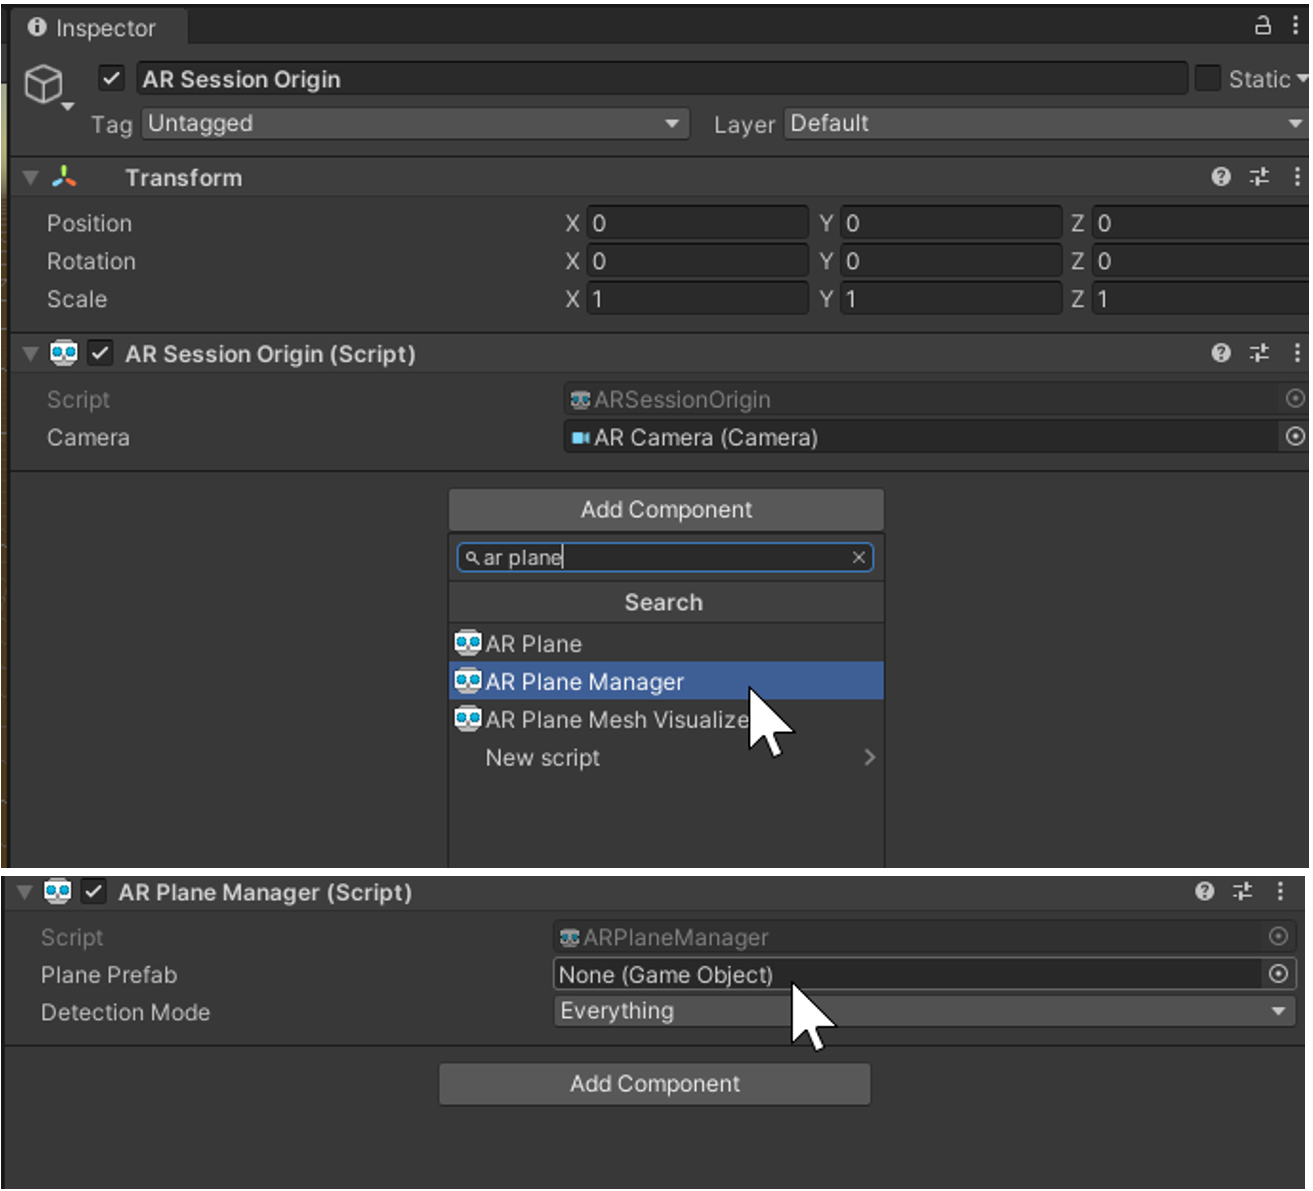 Inspector
AR Session Origin Static
Tag Untagged Layer Default
Transform
Position X 0 Y 0 Z 0
Rotation X 0 Y 0 Z 0
Scale X 1 Y 1 Z 1
AR Session Origin (Script)
Script ARSessionOrigin
Camera AR Camera (Camera)
Add Component
ar plane
Search
AR Plane
AR Plane Manager
AR Plane Mesh Visualize
New script
AR Plane Manager (Script)
Script ARPlaneManager
Plane Prefab None (Game Object)
Detection Mode Everything
Add Component